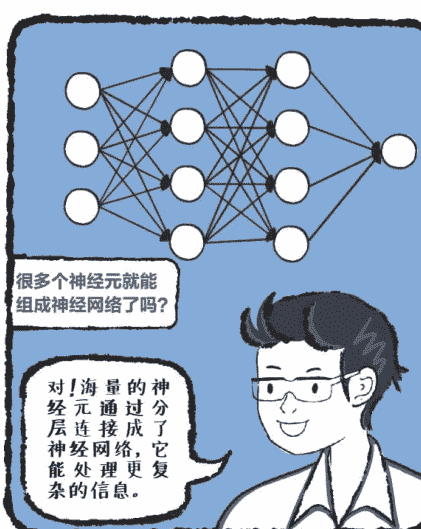 很多个神经元就能
组成神经网络了吗?
对!海量的神
经元通过分
层连接成了
神经网络,它
能处理更复
杂的信息。